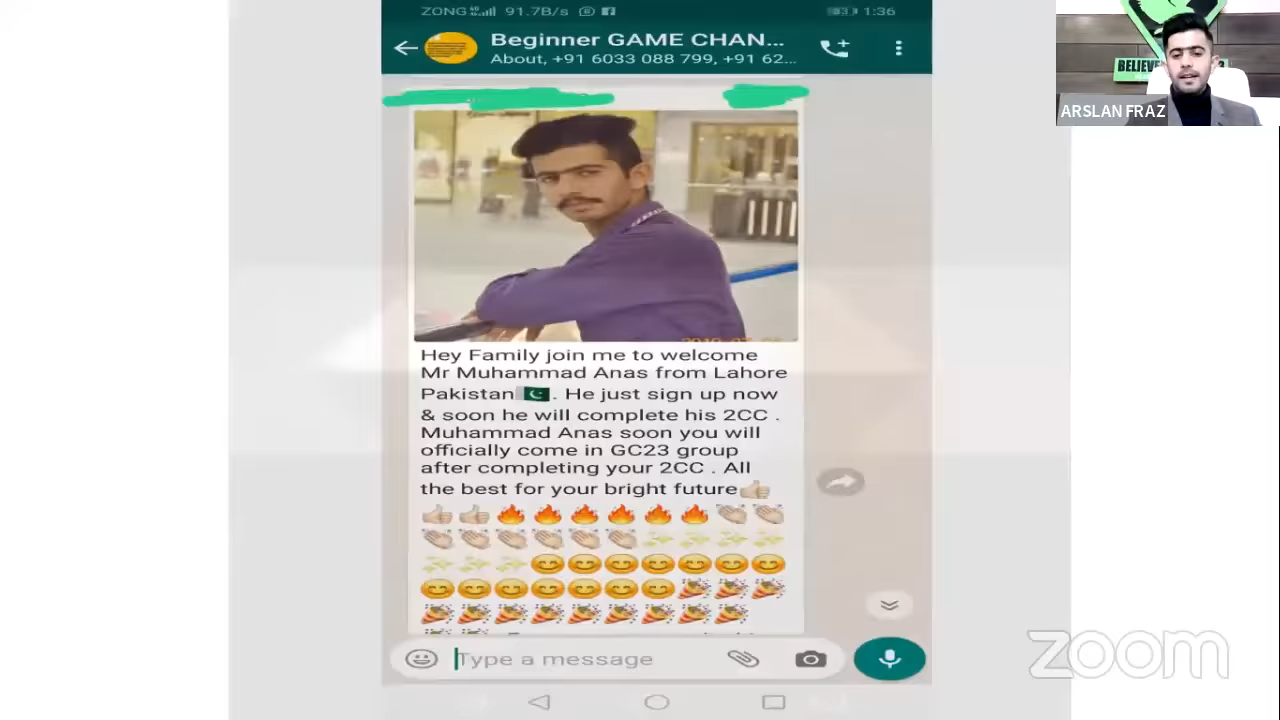 ZONG 91.7B/s 1:36
Beginner GAME CHAN...
About, +91 6033 088 799, +91 62...
BELIEVE
ARSLAN FRAZ
Hey Family join me to welcome
Mr Muhammad Anas from Lahore
Pakistan🇵🇰. He just sign up now
& soon he will complete his 2CC .
Muhammad Anas soon you will
officially come in GC23 group
after completing your 2CC . All
the best for your bright future👍🏻
Type a message
zoom